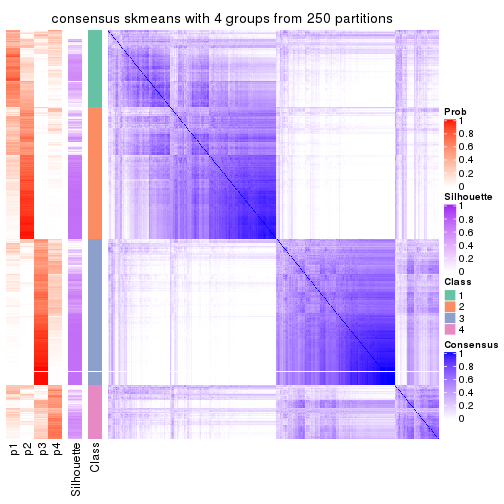 consensus skmeans with 4 groups from 250 partitions
Prob
1
0.8
0.6
0.4
0.2
0
Silhouette
1
0.8
0.6
0.4
0.2
0
Class
1
2
3
4
Consensus
1
0.8
0.6
0.4
0.2
0
p1
p2
p3
p4
Silhouette
Class